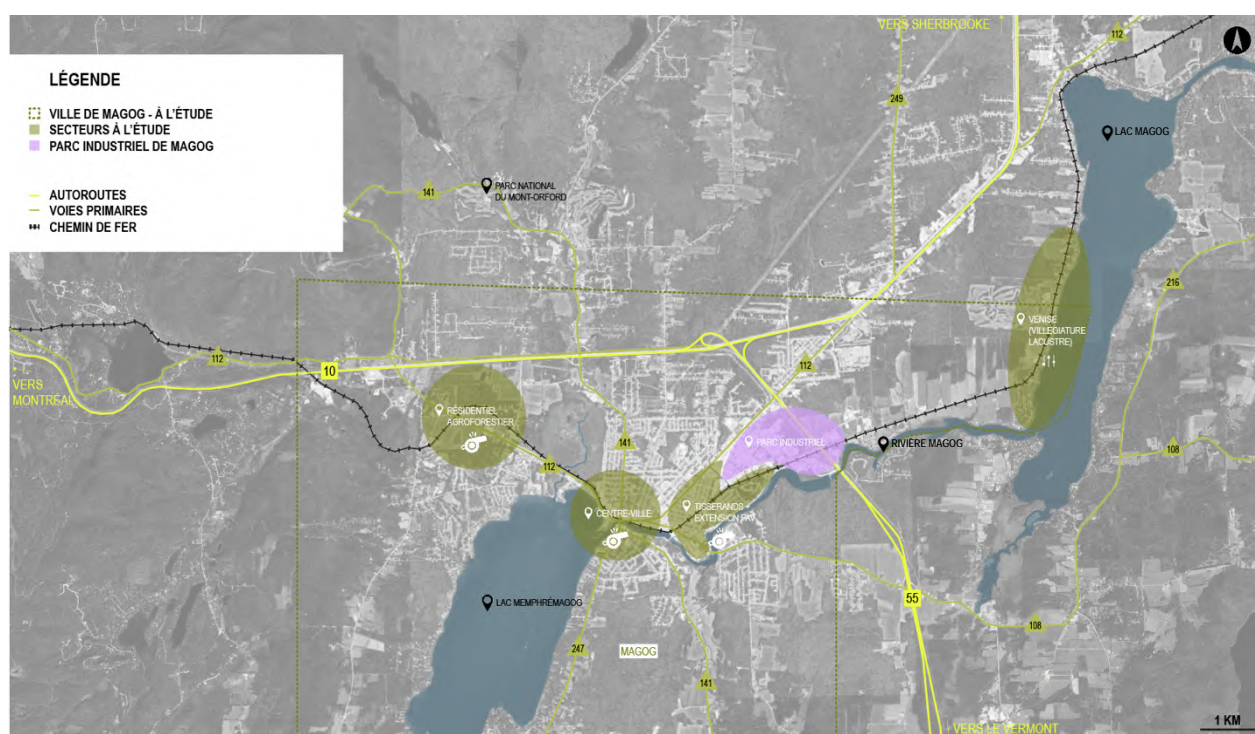 VERS SHERBROOKE
112
LÉGENDE
VILLE DE MAGOG - À L'ÉTUDE
SECTEURS À L'ÉTUDE
PARC INDUSTRIEL DE MAGOG
AUTOROUTES
VOIES PRIMAIRES
CHEMIN DE FER
249
LAC MAGOG
141
PARC NATIONAL
DU MONT-ORFORD
216
VENISE
(VILLÉGIATURE
LACUSTRE)
112
10
112
VERS
MONTRÉAL
RÉSIDENTIEL
AGROFORESTIER
141
PARC INDUSTRIEL
RIVIÈRE MAGOG
108
112
CENTRE-VILLE
TISSERANDS -
EXTENSION PAV
LAC MEMPHRÉMAGOG
55
108
247
MAGOG
141
VERS LE VERMONT
1 KM